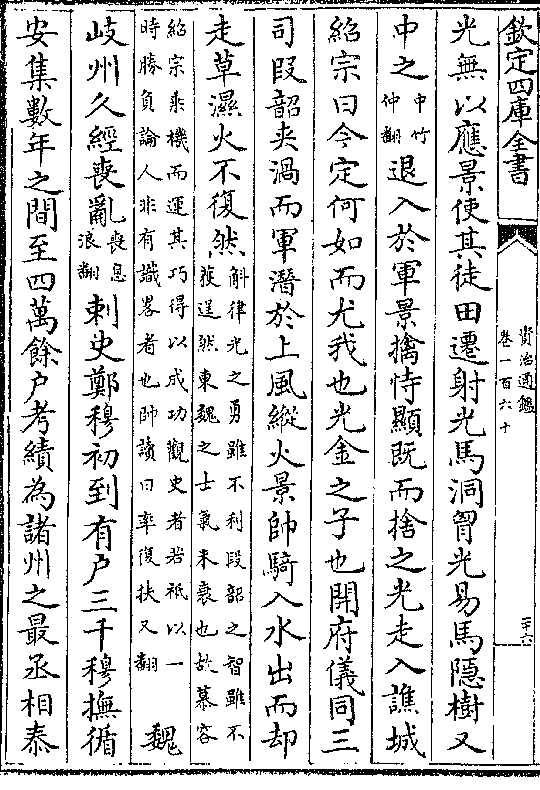 欽定四庫全書
資治通鑑
卷一百六十
二十六
光無以應景使其徒田遷射光馬洞胷光易馬隱樹又
中之中竹仲翻退入於軍景擒恃顯既而捨之光走入譙城
紹宗曰今定何如而尤我也光金之子也開府儀同三
司叚韶夾渦而軍潛於上風縱火景帥騎入水出而却
走草濕火不復然斛律光之勇雖不利段韶之智雖不獲逞然東魏之士氣未衰也故慕容
紹宗乘機而運其巧得以成功觀史者若祇以一時勝負論人非有識畧者也帥讀曰率復扶又翻魏
岐州久經喪亂喪息浪翻刺史鄭穆初到有户三千穆撫循
安集數年之間至四萬餘户考績為諸州之最丞相泰